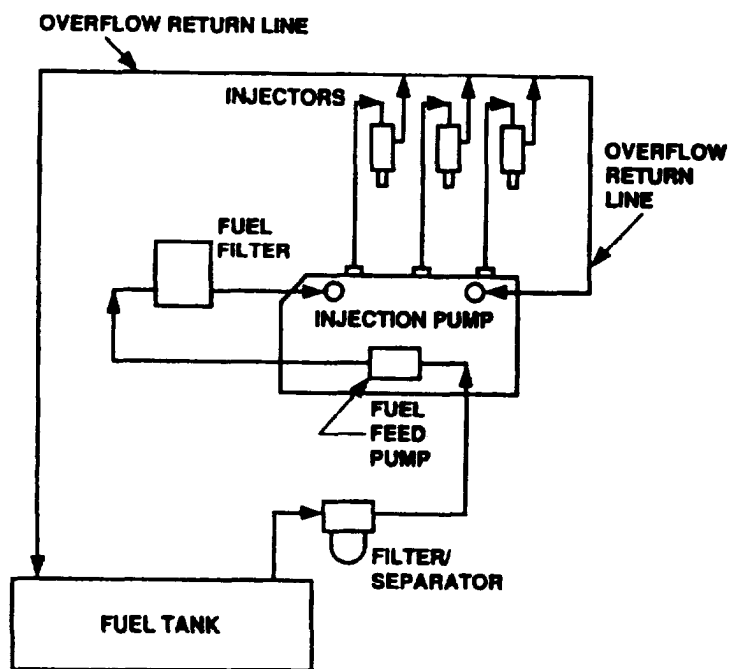 OVERFLOW RETURN LINE
INJECTORS
OVERFLOW
RETURN
LINE
FUEL
FILTER
INJECTION PUMP
FUEL
FEED
PUMP
FILTER/
SEPARATOR
FUEL TANK